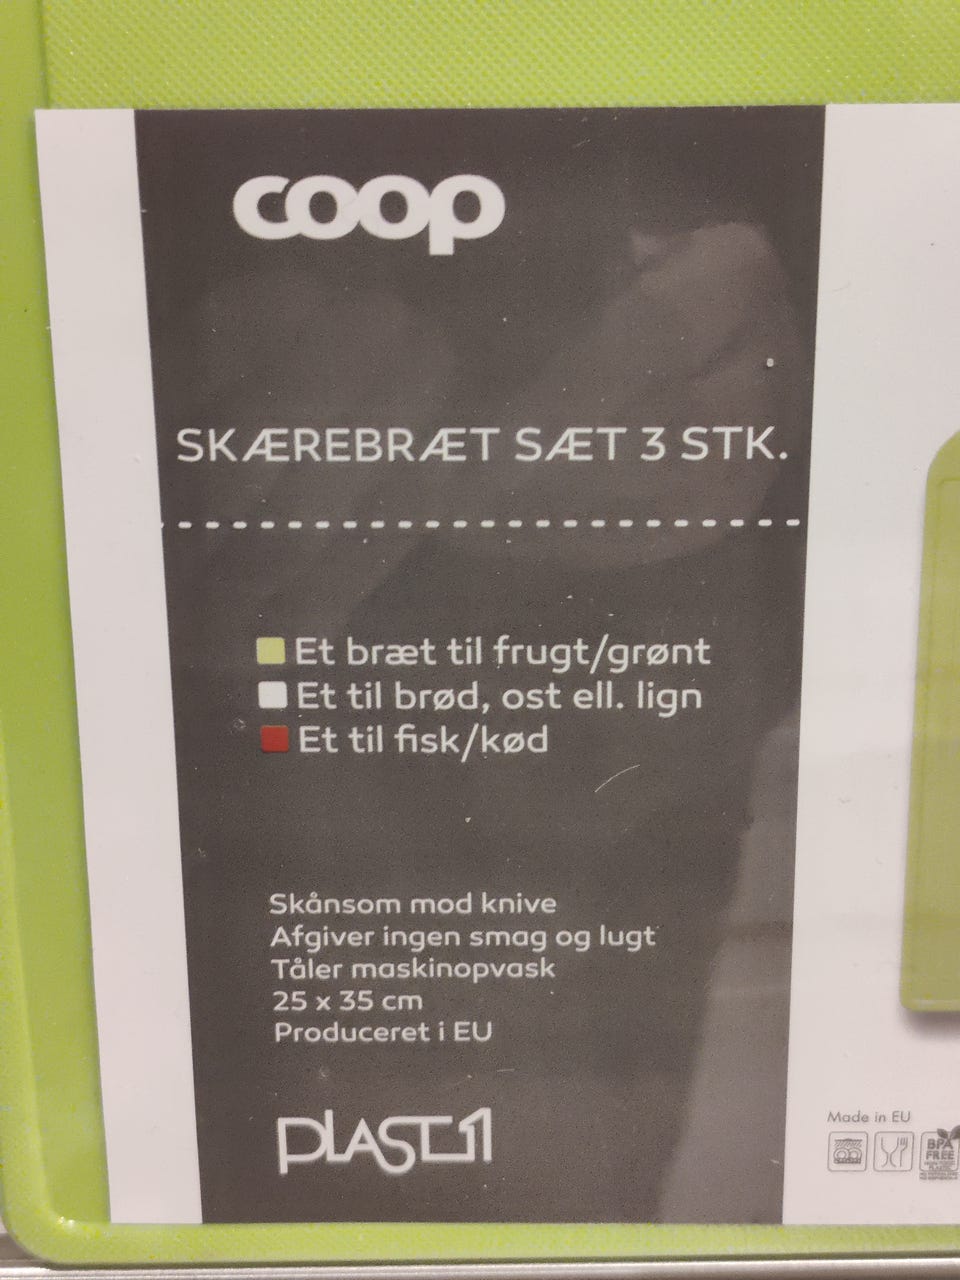 coop
SKÆREBRÆT SÆT 3 STK.
Et bræt til frugt/grønt
Et til brød, ost ell. lign
Et til fisk/kød
Skånsom mod knive
Afgiver ingen smag og lugt
Tåler maskinopvask
25 x 35 cm
Produceret i EU
PLAST1
Made in EU
BPA
FREE